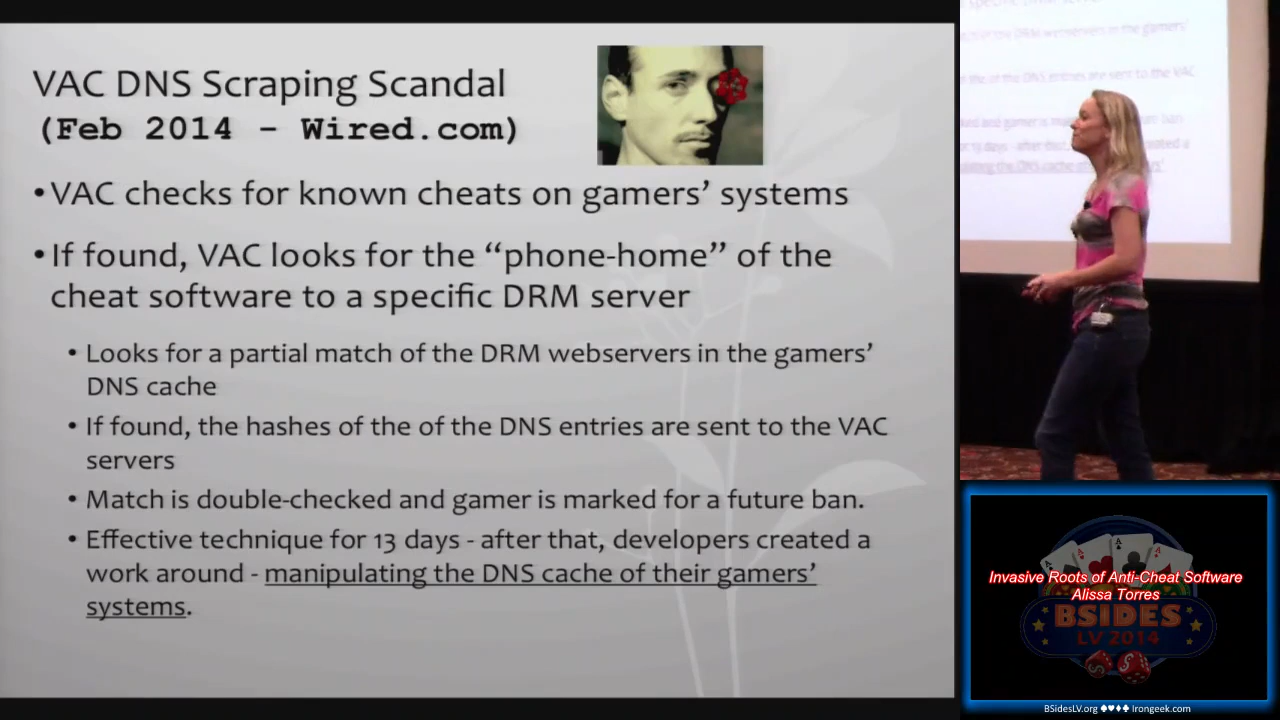 VAC DNS Scraping Scandal
(Feb 2014 – Wired.com)
•VAC checks for known cheats on gamers’ systems
•If found, VAC looks for the “phone-home” of the
cheat software to a specific DRM server
• Looks for a partial match of the DRM webservers in the gamers’
DNS cache
• If found, the hashes of the of the DNS entries are sent to the VAC
servers
• Match is double-checked and gamer is marked for a future ban.
• Effective technique for 13 days - after that, developers created a
work around - manipulating the DNS cache of their gamers’
systems.
Invasive Roots of Anti-Cheat Software
Alissa Torres
BSIDES
LV 2014
BSidesLV.org ♠♥♦♣ Irongeek.com